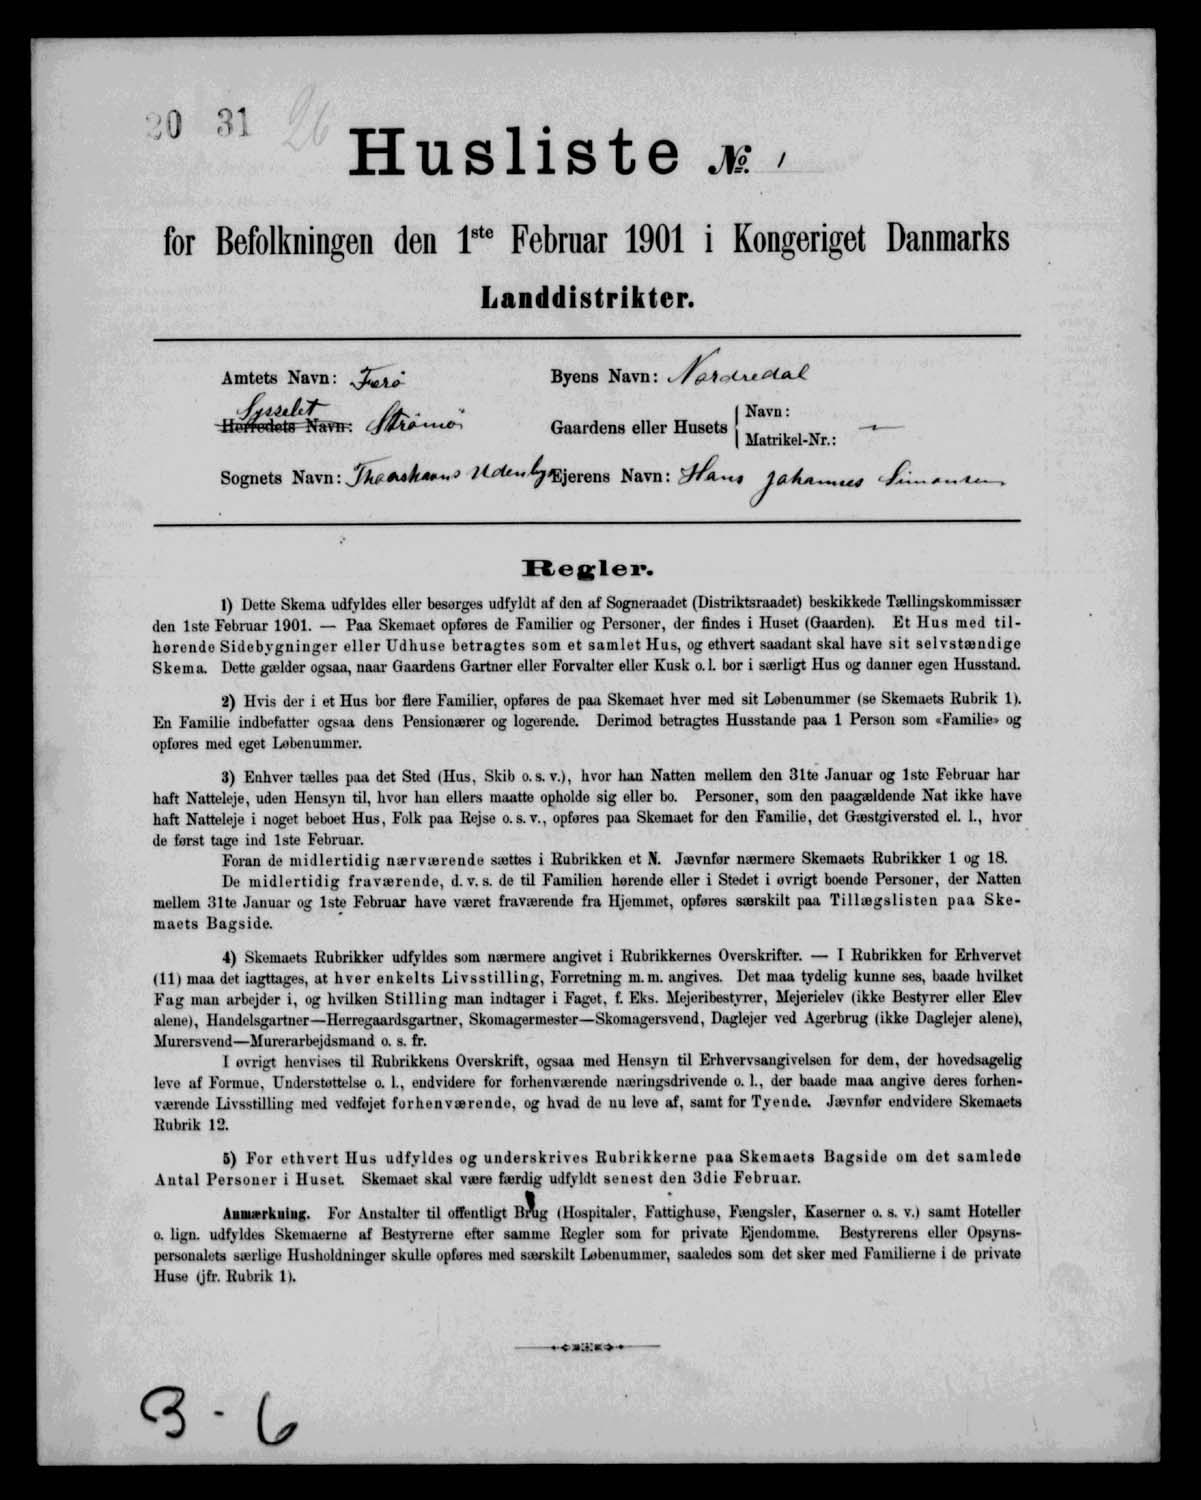 20 31 26
Husliste №. 1
for Befolkningen den 1ste Februar 1901 i Kongeriget Danmarks
Landdistrikter.
Amtets Navn: Færø
Byens Navn: Nordredal
Sysselet
Herredets Navn: Strømø
Gaardens eller Husets
Navn:
Matrikel-Nr.: —
Sognets Navn: Thorshavns Udenbys
Ejerens Navn: Hans Johannes Simonsen
Regler.
1) Dette Skema udfyldes eller besørges udfyldt af den af Sogneraadet (Distriktsraadet) beskikkede Tællingskommissær
den 1ste Februar 1901. — Paa Skemaet opføres de Familier og Personer, der findes i Huset (Gaarden). Et Hus med til-
hørende Sidebygninger eller Udhuse betragtes som et samlet Hus, og ethvert saadant skal have sit selvstændige
Skema. Dette gælder ogsaa, naar Gaardens Gartner eller Forvalter eller Kusk o. l. bor i særligt Hus og danner egen Husstand.
2) Hvis der i et Hus bor flere Familier, opføres de paa Skemaet hver med sit Løbenummer (se Skemaets Rubrik 1).
En Familie indbefatter ogsaa dens Pensionærer og logerende. Derimod betragtes Husstande paa 1 Person som «Familie» og
opføres med eget Løbenummer.
3) Enhver tælles paa det Sted (Hus, Skib o. s. v.), hvor han Natten mellem den 31te Januar og 1ste Februar har
haft Natteleje, uden Hensyn til, hvor han ellers maatte opholde sig eller bo. Personer, som den paagældende Nat ikke have
haft Natteleje i noget beboet Hus, Folk paa Rejse o. s. v., opføres paa Skemaet for den Familie, det Gæstgiversted el. l., hvor
de først tage ind 1ste Februar.
Foran de midlertidig nærværende sættes i Rubrikken et N. Jævnfør nærmere Skemaets Rubrikker 1 og 18.
De midlertidig fraværende, d. v. s. de til Familien hørende eller i Stedet i øvrigt boende Personer, der Natten
mellem 31te Januar og 1ste Februar have været fraværende fra Hjemmet, opføres særskilt paa Tillægslisten paa Ske-
maets Bagside.
4) Skemaets Rubrikker udfyldes som nærmere angivet i Rubrikkernes Overskrifter. — I Rubrikken for Erhvervet
(11) maa det iagttages, at hver enkelts Livsstilling, Forretning m. m. angives. Det maa tydelig kunne ses, baade hvilket
Fag man arbejder i, og hvilken Stilling man indtager i Faget, f. Eks. Mejeribestyrer, Mejerielev (ikke Bestyrer eller Elev
alene), Handelsgartner—Herregaardsgartner, Skomagermester—Skomagersvend, Daglejer ved Agerbrug (ikke Daglejer alene),
Murersvend—Murerarbejdsmand o. s. fr.
I øvrigt henvises til Rubrikkens Overskrift, ogsaa med Hensyn til Erhvervsangivelsen for dem, der hovedsagelig
leve af Formue, Understøttelse o. l., endvidere for forhenværende næringsdrivende o. l., der baade maa angive deres forhen-
værende Livsstilling med vedføjet forhenværende, og hvad de nu leve af, samt for Tyende. Jævnfør endvidere Skemaets
Rubrik 12.
5) For ethvert Hus udfyldes og underskrives Rubrikkerne paa Skemaets Bagside om det samlede
Antal Personer i Huset. Skemaet skal være færdig udfyldt senest den 3die Februar.
Anmærkning. For Anstalter til offentligt Brug (Hospitaler, Fattighuse, Fængsler, Kaserner o. s. v.) samt Hoteller
o. lign. udfyldes Skemaerne af Bestyrerne efter samme Regler som for private Ejendomme. Bestyrerens eller Opsyns-
personalets særlige Husholdninger skulle opføres med særskilt Løbenummer, saaledes som det sker med Familierne i de private
Huse (jfr. Rubrik 1).
3 - 6